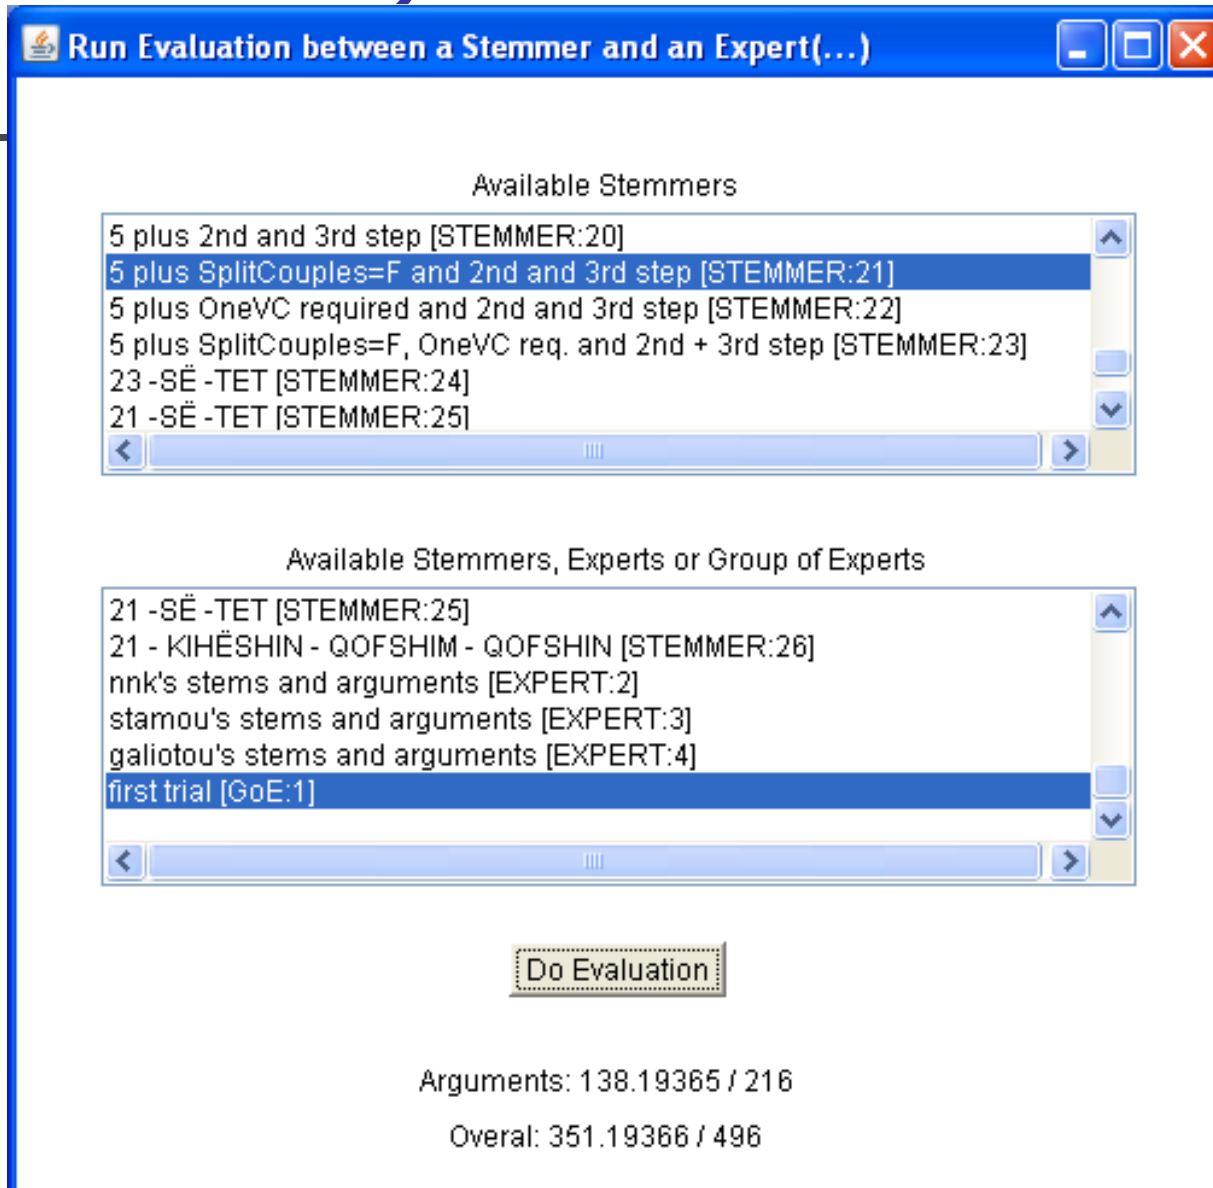 Run Evaluation between a Stemmer and an Expert(...)
Available Stemmers
5 plus 2nd and 3rd step [STEMMER:20]
5 plus SplitCouples=F and 2nd and 3rd step [STEMMER:21]
5 plus OneVC required and 2nd and 3rd step [STEMMER:22]
5 plus SplitCouples=F, OneVC req. and 2nd + 3rd step [STEMMER:23]
23 -SË -TET [STEMMER:24]
21 -SË -TET [STEMMER:25]
Available Stemmers, Experts or Group of Experts
21 -SË -TET [STEMMER:25]
21 - KIHËSHIN - QOFSHIM - QOFSHIN [STEMMER:26]
nnk's stems and arguments [EXPERT:2]
stamou's stems and arguments [EXPERT:3]
galiotou's stems and arguments [EXPERT:4]
first trial [GoE:1]
Do Evaluation
Arguments: 138.19365 / 216
Overal: 351.19366 / 496